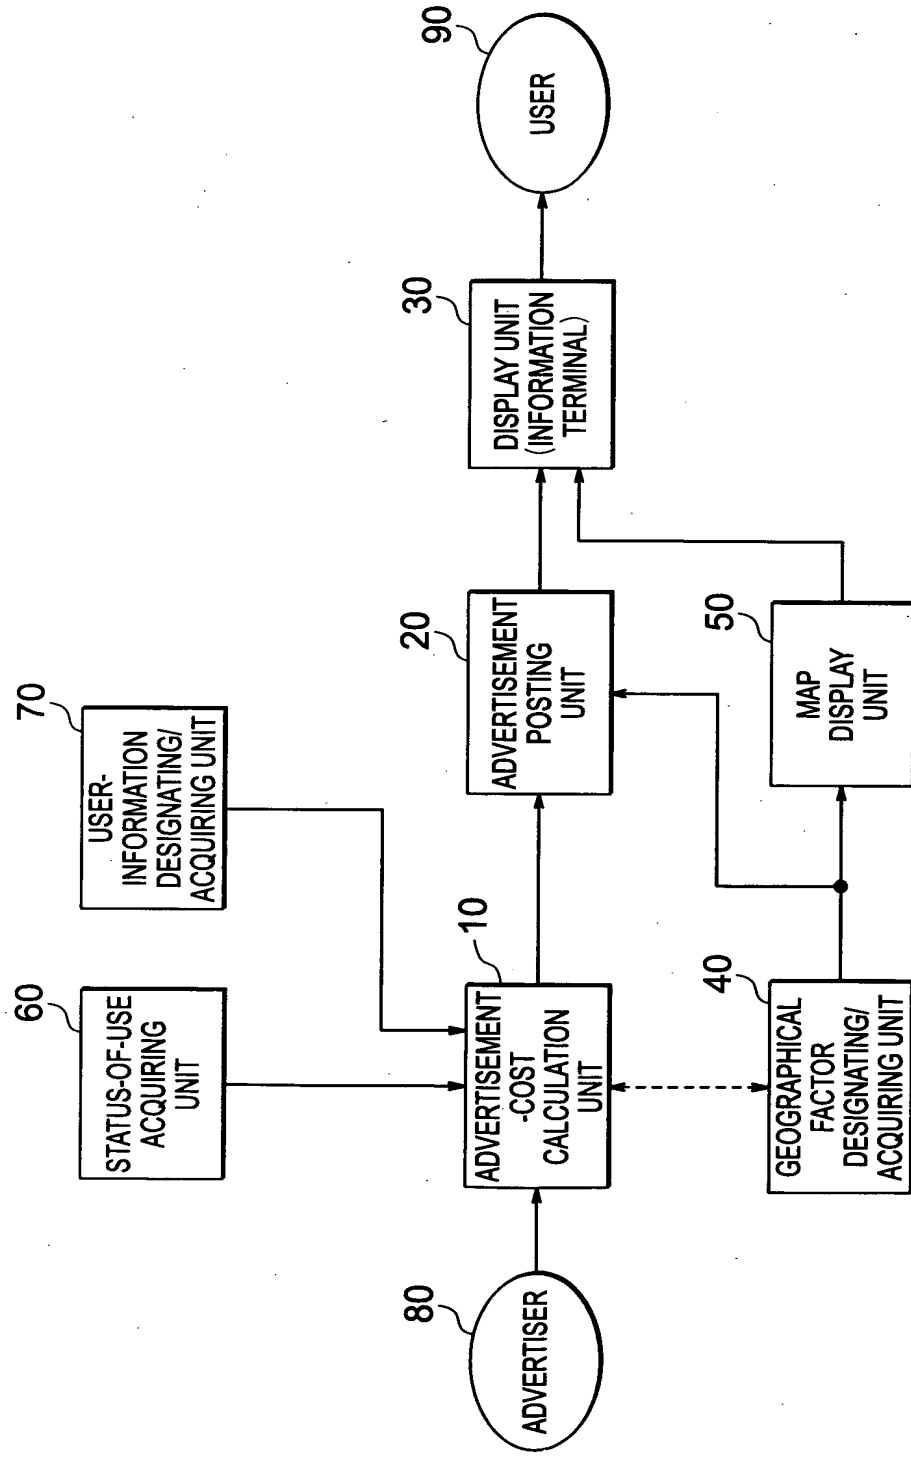 60
STATUS-OF-USE
ACQUIRING
UNIT
70
USER-
INFORMATION
DESIGNATING/
ACQUIRING UNIT
80
ADVERTISER
10
ADVERTISEMENT
-COST
CALCULATION
UNIT
20
ADVERTISEMENT
POSTING
UNIT
30
DISPLAY UNIT
(INFORMATION
TERMINAL)
90
USER
40
GEOGRAPHICAL
FACTOR
DESIGNATING/
ACQUIRING UNIT
50
MAP
DISPLAY
UNIT